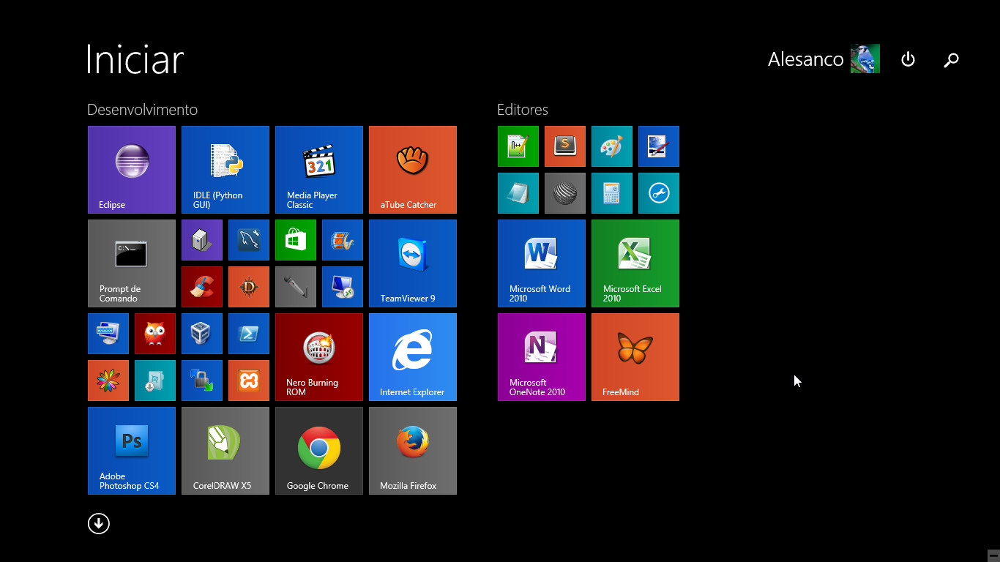 Iniciar
Alesanco
Desenvolvimento
Editores
Eclipse
IDLE (Python
GUI)
321
Media Player
Classic
aTube Catcher
S
C:\_
Prompt de
Comando
D
TeamViewer 9
W
Microsoft Word
2010
X
Microsoft Excel
2010
Nero Burning
ROM
Internet Explorer
N
Microsoft
OneNote 2010
FreeMind
Ps
Adobe
Photoshop CS4
CorelDRAW X5
Google Chrome
Mozilla Firefox